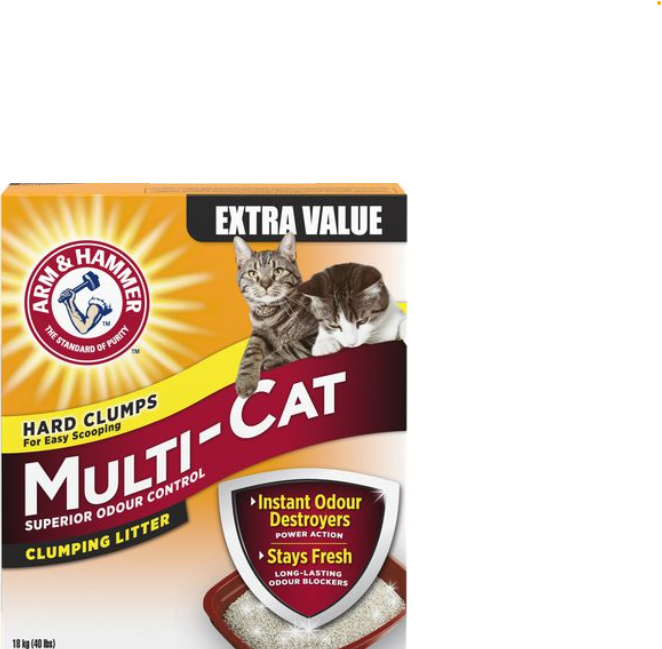 EXTRA VALUE
ARM & HAMMER
THE STANDARD OF PURITY
TM
TM
HARD CLUMPS
For Easy Scooping
MULTI-CAT
SUPERIOR ODOUR CONTROL
CLUMPING LITTER
Instant Odour
Destroyers
POWER ACTION
Stays Fresh
LONG-LASTING
ODOUR BLOCKERS
18 kg (40 lbs)